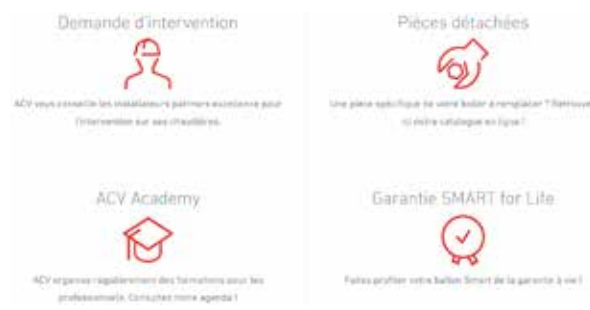 Demande d'intervention
ACV vous conseille les installateurs partners excellence pour
l'intervention sur ses chaudières.
Pièces détachées
Une pièce spécifique de votre boiler à remplacer ? Retrouvez
ici notre catalogue en ligne !
ACV Academy
ACV organise régulièrement des formations pour les
professionnels. Consultez notre agenda !
Garantie SMART for Life
Faites profiter votre ballon Smart de la garantie à vie !